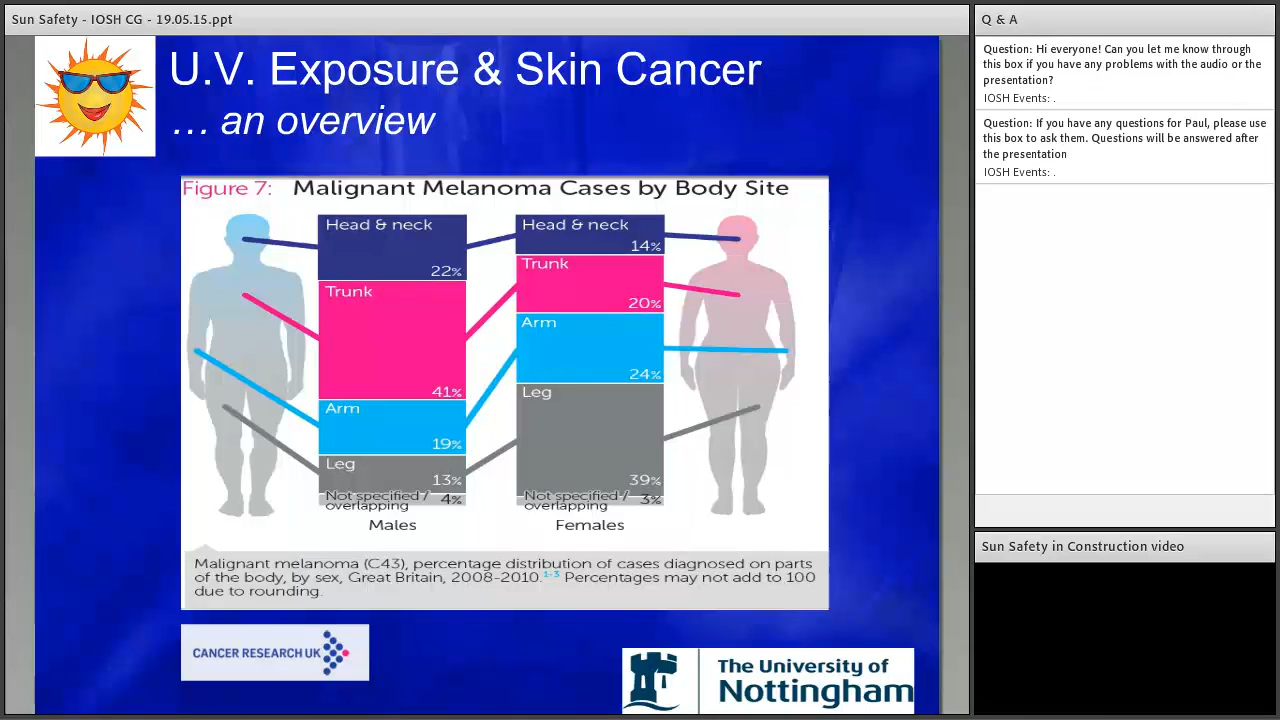 Sun Safety - IOSH CG - 19.05.15.ppt
U.V. Exposure & Skin Cancer
... an overview
Figure 7: Malignant Melanoma Cases by Body Site
Head & neck
22%
Trunk
41%
Arm
19%
Leg
13%
Not specified /
overlapping
4%
Males
Head & neck
14%
Trunk
20%
Arm
24%
Leg
39%
Not specified /
overlapping
3%
Females
Malignant melanoma (C43), percentage distribution of cases diagnosed on parts
of the body, by sex, Great Britain, 2008-2010.1-3 Percentages may not add to 100
due to rounding.
CANCER RESEARCH UK
The University of
Nottingham
Q & A
Question: Hi everyone! Can you let me know through
this box if you have any problems with the audio or the
presentation?
IOSH Events: .
Question: If you have any questions for Paul, please use
this box to ask them. Questions will be answered after
the presentation
IOSH Events: .
Sun Safety in Construction video